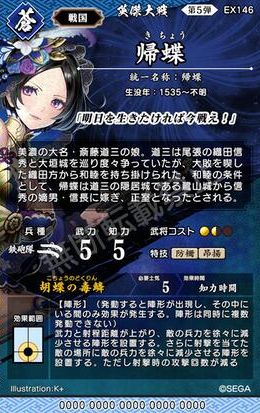 蒼
戦国
英傑大戦
第5弾
EX146
きちょう
帰蝶
統一名称：帰蝶
生没年：1535～不明
「明日を生きたければ今戦え！」
美濃の大名・斎藤道三の娘。道三は尾張の織田信
秀と大垣城を巡り度々争っていたが、大敗を喫し
た織田方から和睦を持ち掛けられた。和睦の条件
として、帰蝶は道三の隠居城である鷺山城から信
秀の嫡男・信長に嫁ぎ、正室となったとされる。
兵種
武力
知力
武将コスト
鉄砲隊
5
5
特技
防柵
昂揚
こちょうのどくりん
胡蝶の毒鱗
必要士気
5
効果時間
知力時間
効果範囲
【陣形】（発動すると陣形が出現し、その中に
いる間のみ効果が発生する。陣形は同時に複数
発動できない）
武力と射程距離が上がり、敵の兵力を徐々に減
少させる陣形を設置する。さらに射撃を当てた
敵の場所に敵の兵力を徐々に減少させる陣形を
設置する。ただし射撃時の攻撃回数が減る
Illustration:K+
©SEGA
0000-0000-0000-0000-0000